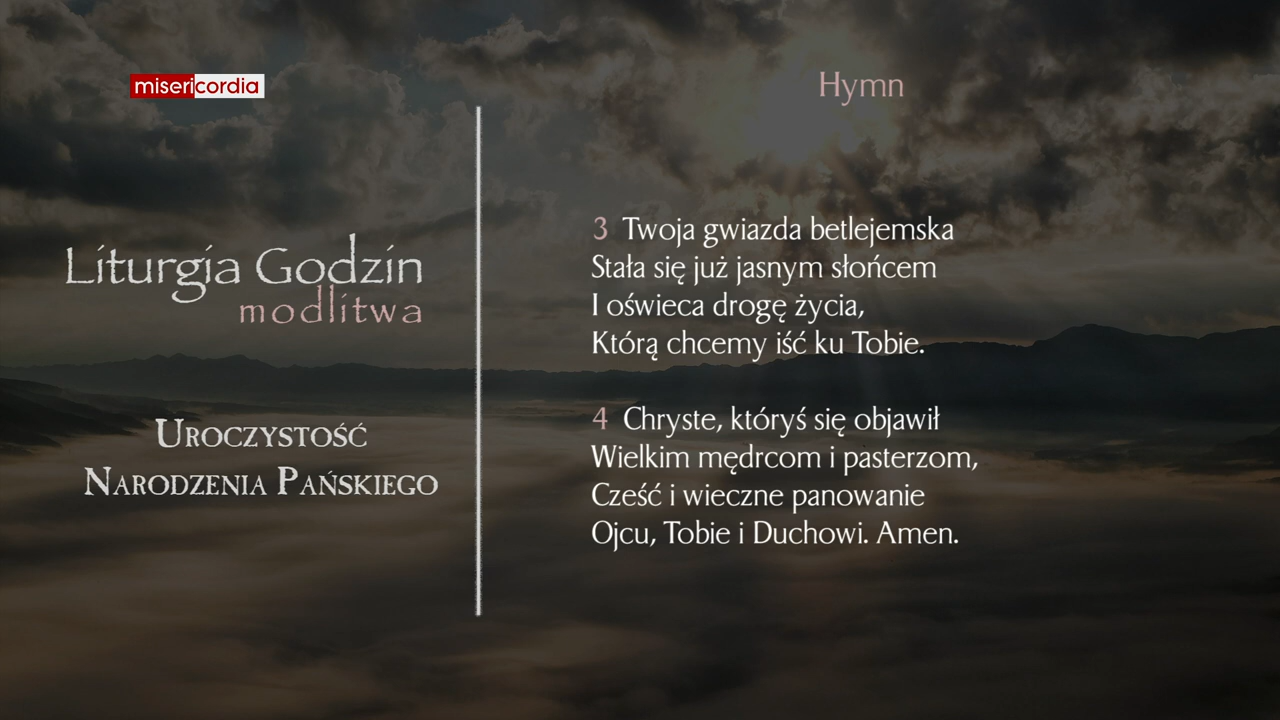 misericordia
Liturgia Godzin
modlitwa
Uroczystość
Narodzenia Pańskiego
Hymn
3 Twoja gwiazda betlejemska
Stała się już jasnym słońcem
I oświeca drogę życia,
Którą chcemy iść ku Tobie.
4 Chryste, któryś się objawił
Wielkim mędrcom i pasterzom,
Cześć i wieczne panowanie
Ojcu, Tobie i Duchowi. Amen.